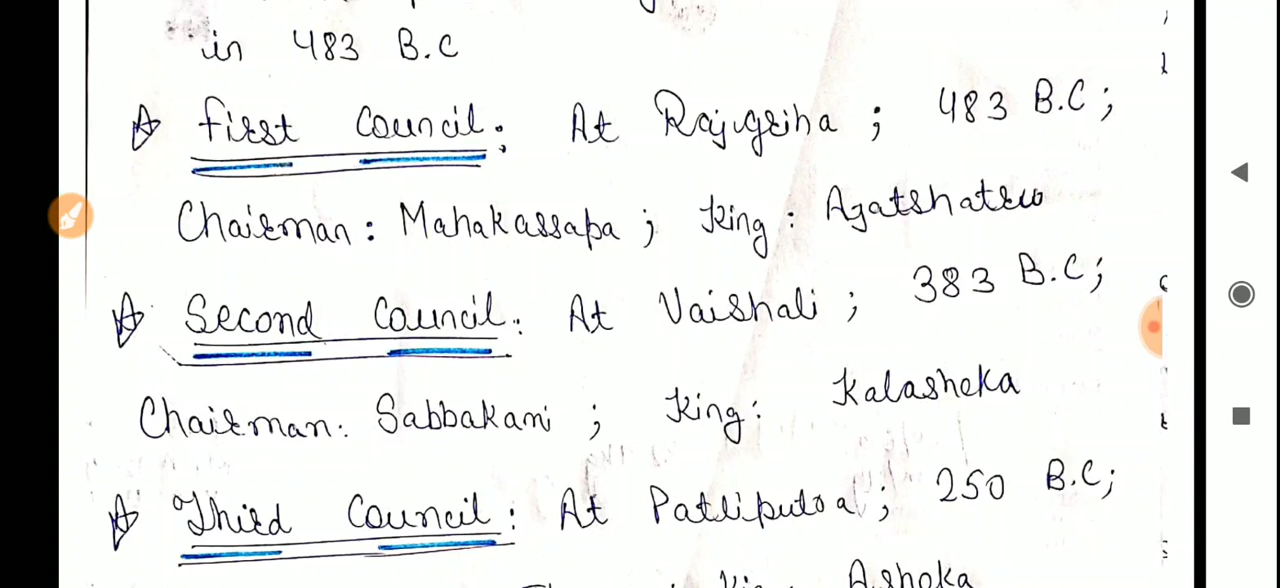 in 483 B.C
First Council: At Rajugriha ; 483 B.C ;
Chairman : Mahakassapa ; King : Ajatshatru
Second Council: At Vaishali ; 383 B.C;
Chairman: Sabbakami ; King: Kalasheka
Third Council : At Patliputra ; 250 B.C;
Ashoka